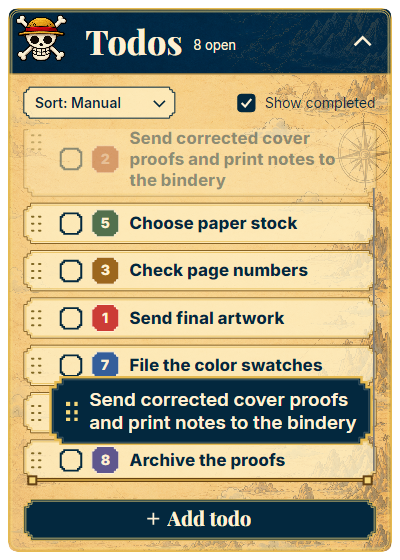 Todos 8 open
Sort: Manual
Show completed
2
Send corrected cover
proofs and print notes to
the bindery
5 Choose paper stock
3 Check page numbers
1 Send final artwork
7 File the color swatches
Send corrected cover proofs
and print notes to the bindery
8 Archive the proofs
+ Add todo